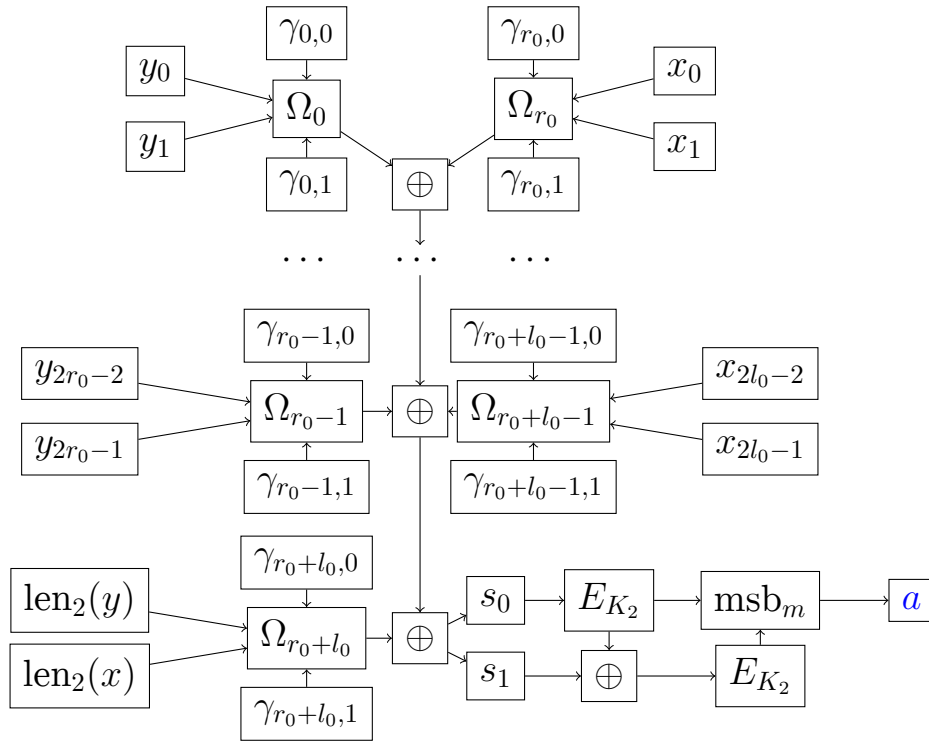 γ_{0,0} γ_{r_0,0}
y_0 x_0
Ω_0 Ω_{r_0}
y_1 x_1
γ_{0,1} ⊕ γ_{r_0,1}
··· ··· ···
γ_{r_0−1,0} γ_{r_0+l_0−1,0}
y_{2r_0−2} x_{2l_0−2}
Ω_{r_0−1} ⊕ Ω_{r_0+l_0−1}
y_{2r_0−1} x_{2l_0−1}
γ_{r_0−1,1} γ_{r_0+l_0−1,1}
γ_{r_0+l_0,0}
len_2(y) s_0 E_{K_2} msb_m a
Ω_{r_0+l_0} ⊕
len_2(x) s_1 ⊕ E_{K_2}
γ_{r_0+l_0,1}